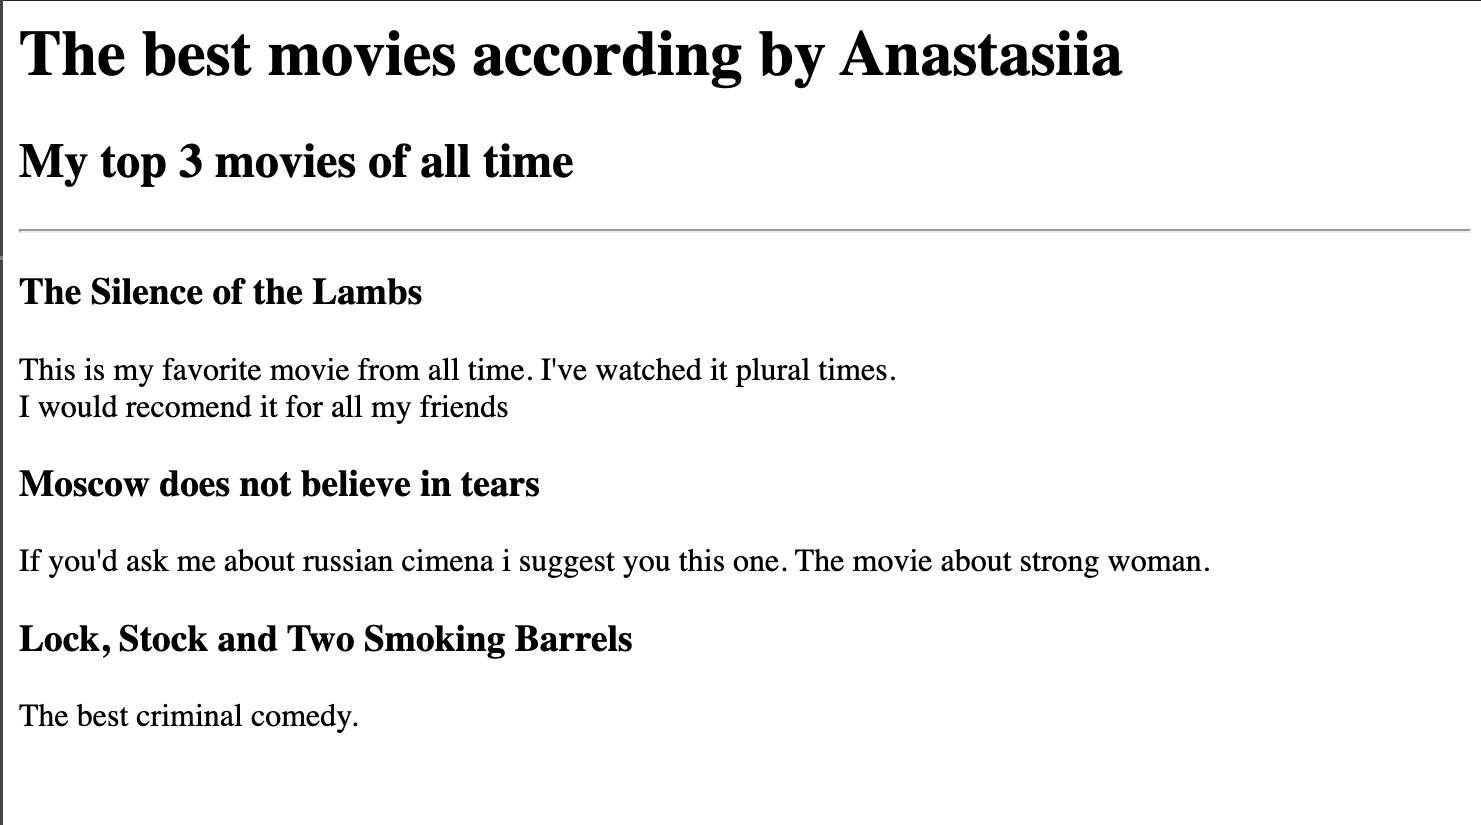 The best movies according by Anastasiia
My top 3 movies of all time
The Silence of the Lambs
This is my favorite movie from all time. I've watched it plural times.
I would recomend it for all my friends
Moscow does not believe in tears
If you'd ask me about russian cimena i suggest you this one. The movie about strong woman.
Lock, Stock and Two Smoking Barrels
The best criminal comedy.